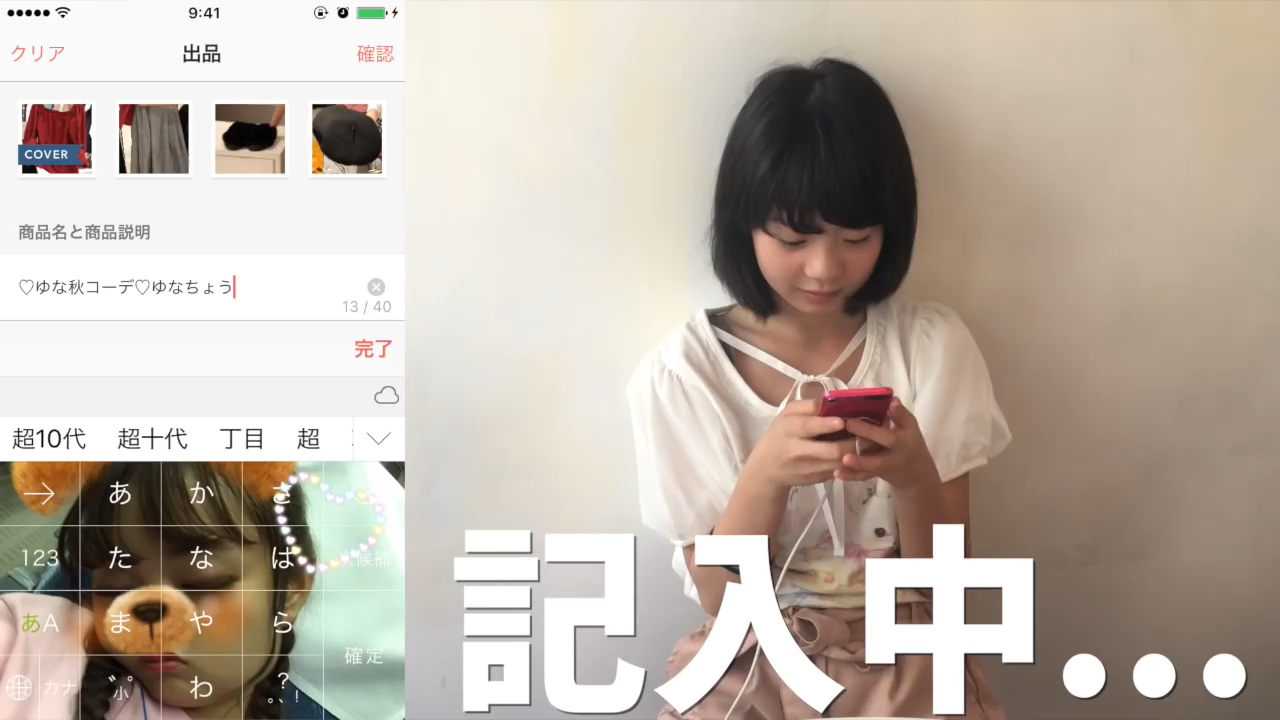 9:41
クリア
出品
確認
COVER
商品名と商品説明
♡ゆな秋コーデ♡ゆなちょう
13 / 40
完了
超10代 超十代 丁目 超
あ か さ
123 た な は 次候補
あA ま や ら
確定
カナ 小 わ 、。?!
記入中...